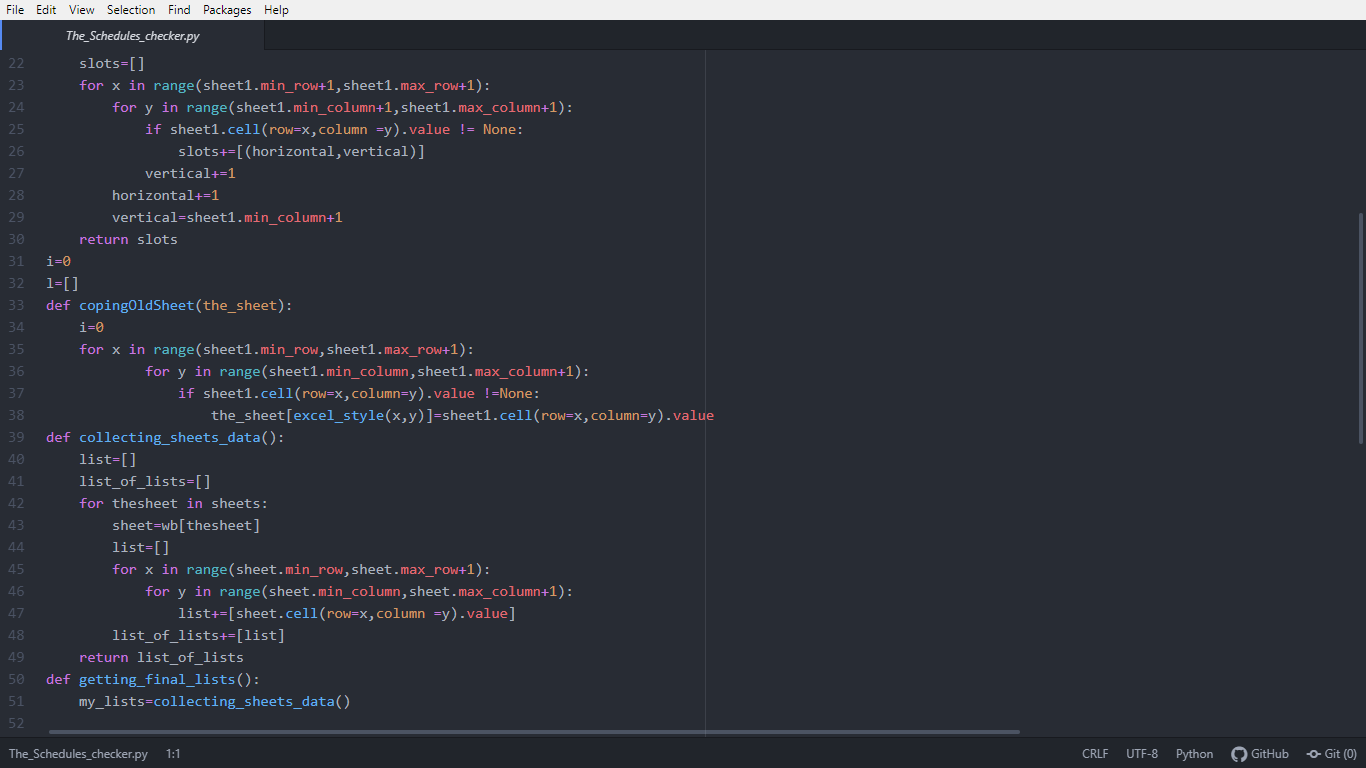 File Edit View Selection Find Packages Help
The_Schedules_checker.py
22     slots=[]
23     for x in range(sheet1.min_row+1,sheet1.max_row+1):
24         for y in range(sheet1.min_column+1,sheet1.max_column+1):
25             if sheet1.cell(row=x,column =y).value != None:
26                 slots+=[(horizontal,vertical)]
27             vertical+=1
28         horizontal+=1
29         vertical=sheet1.min_column+1
30     return slots
31 i=0
32 l=[]
33 def copingOldSheet(the_sheet):
34     i=0
35     for x in range(sheet1.min_row,sheet1.max_row+1):
36             for y in range(sheet1.min_column,sheet1.max_column+1):
37                 if sheet1.cell(row=x,column=y).value !=None:
38                     the_sheet[excel_style(x,y)]=sheet1.cell(row=x,column=y).value
39 def collecting_sheets_data():
40     list=[]
41     list_of_lists=[]
42     for thesheet in sheets:
43         sheet=wb[thesheet]
44         list=[]
45         for x in range(sheet.min_row,sheet.max_row+1):
46             for y in range(sheet.min_column,sheet.max_column+1):
47                 list+=[sheet.cell(row=x,column =y).value]
48         list_of_lists+=[list]
49     return list_of_lists
50 def getting_final_lists():
51     my_lists=collecting_sheets_data()
52
The_Schedules_checker.py 1:1 CRLF UTF-8 Python GitHub Git (0)